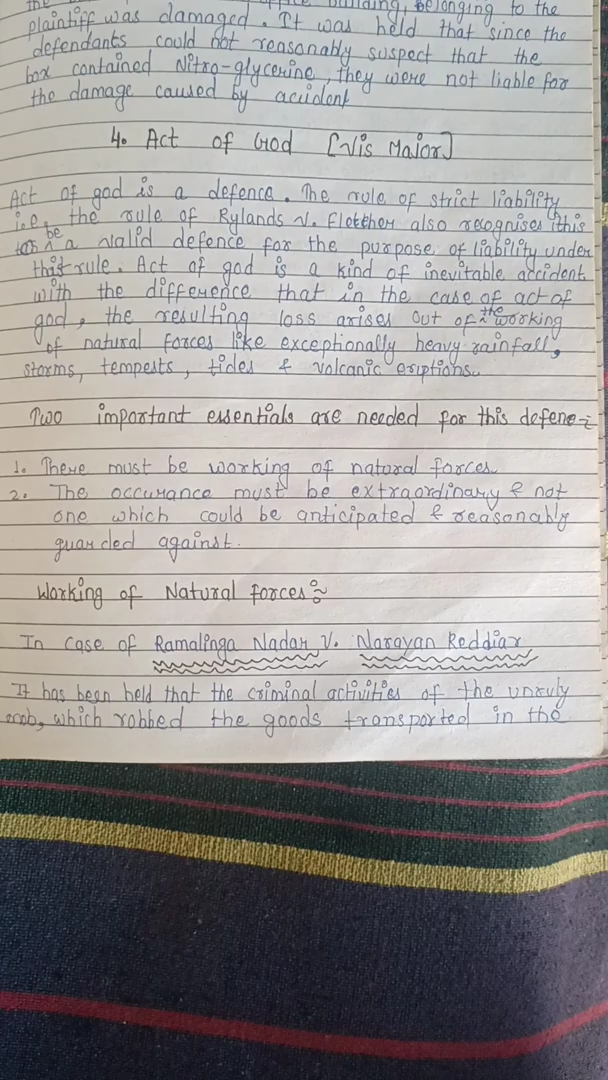 the office building, belonging to the
plaintiff was damaged. It was held that since the
defendants could not reasonably suspect that the
box contained Nitro-glycerine, they were not liable for
the damage caused by acident
4. Act of God [Vis Major]
Act of god is a defence. The rule of strict liability
i.e, the rule of Rylands v. Fletcher also recognises this
to be a valid defence for the purpose of liability under
that rule. Act of god is a kind of inevitable accident
with the difference that in the case of act of
god, the resulting loss arises out of the working
of natural forces like exceptionally heavy rainfall,
storms, tempests, tides & volcanic eruptions.
Two important essentials are needed for this defence
1. There must be working of natural forces
2. The occurance must be extraordinary & not
one which could be anticipated & reasonably
guarded against.
Working of Natural forces:
In Case of Ramalinga Nadar V. Narayan Reddiar
It has been held that the criminal activities of the unruly
mob, which robbed the goods transported in the